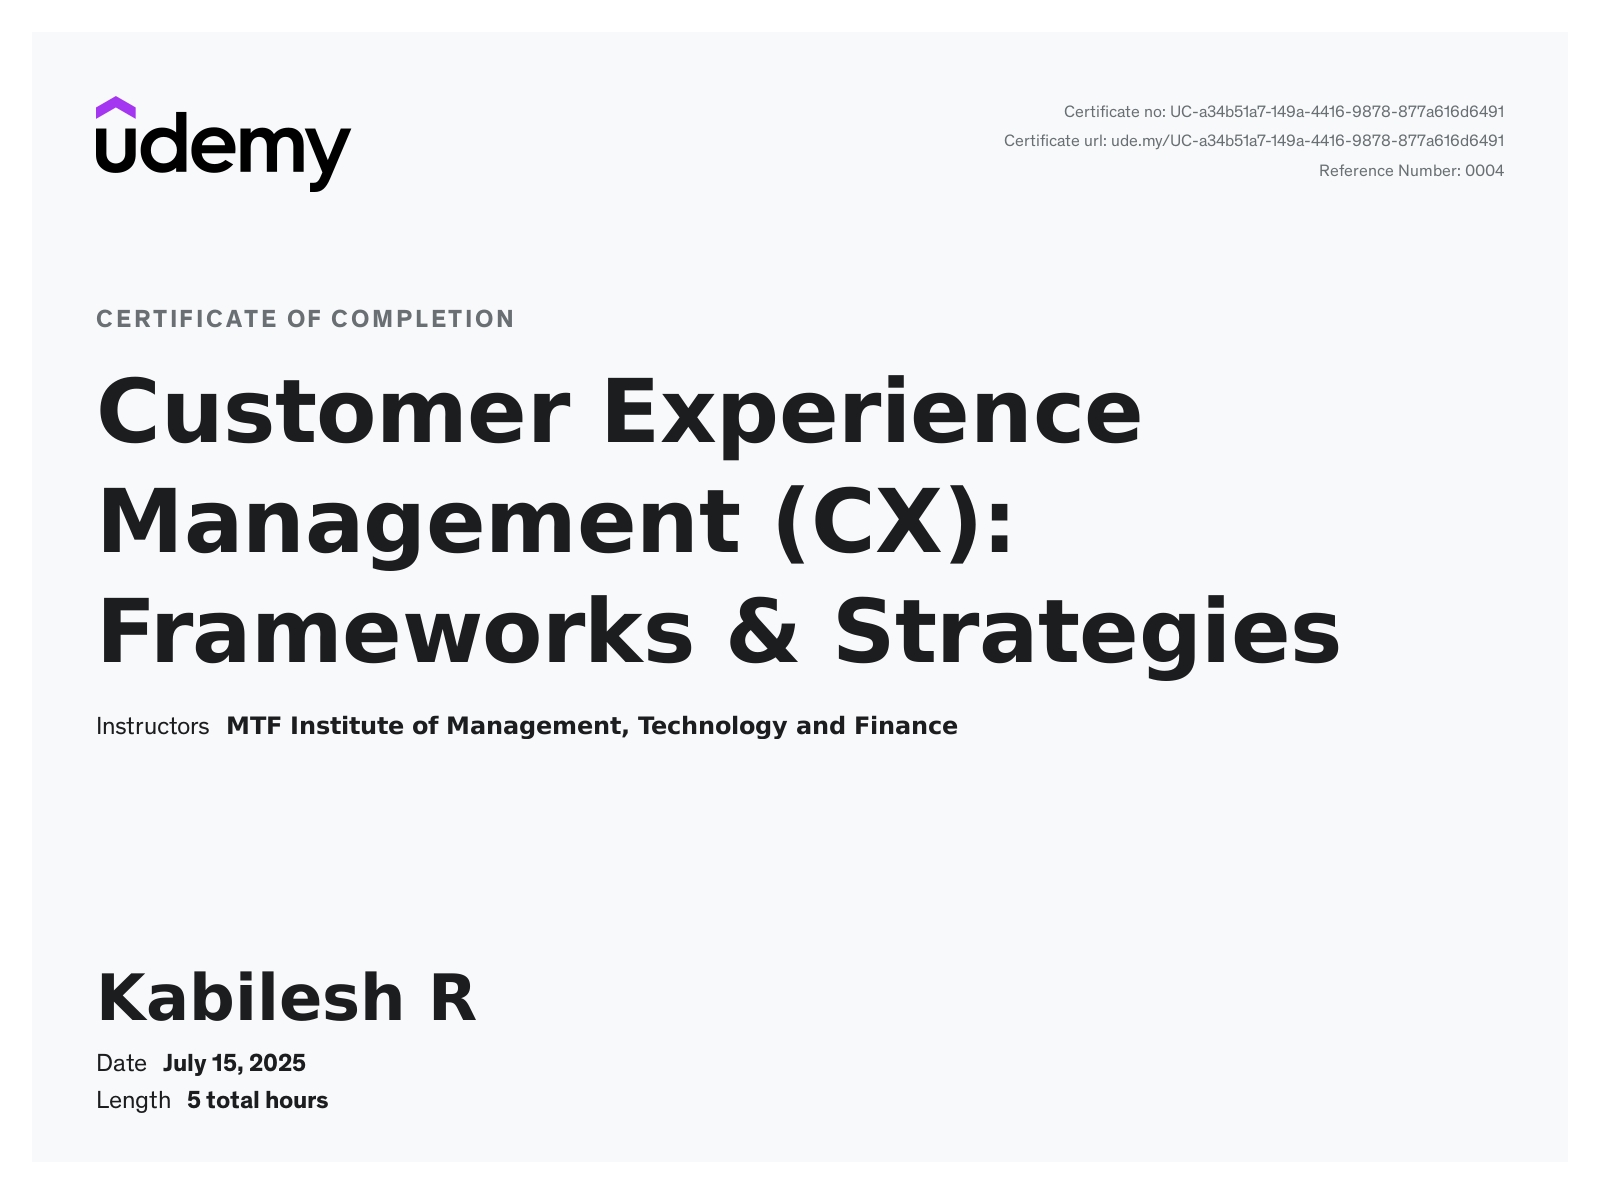 udemy
Certificate no: UC-a34b51a7-149a-4416-9878-877a616d6491
Certificate url: ude.my/UC-a34b51a7-149a-4416-9878-877a616d6491
Reference Number: 0004
CERTIFICATE OF COMPLETION
Customer Experience
Management (CX):
Frameworks & Strategies
Instructors MTF Institute of Management, Technology and Finance
Kabilesh R
Date July 15, 2025
Length 5 total hours